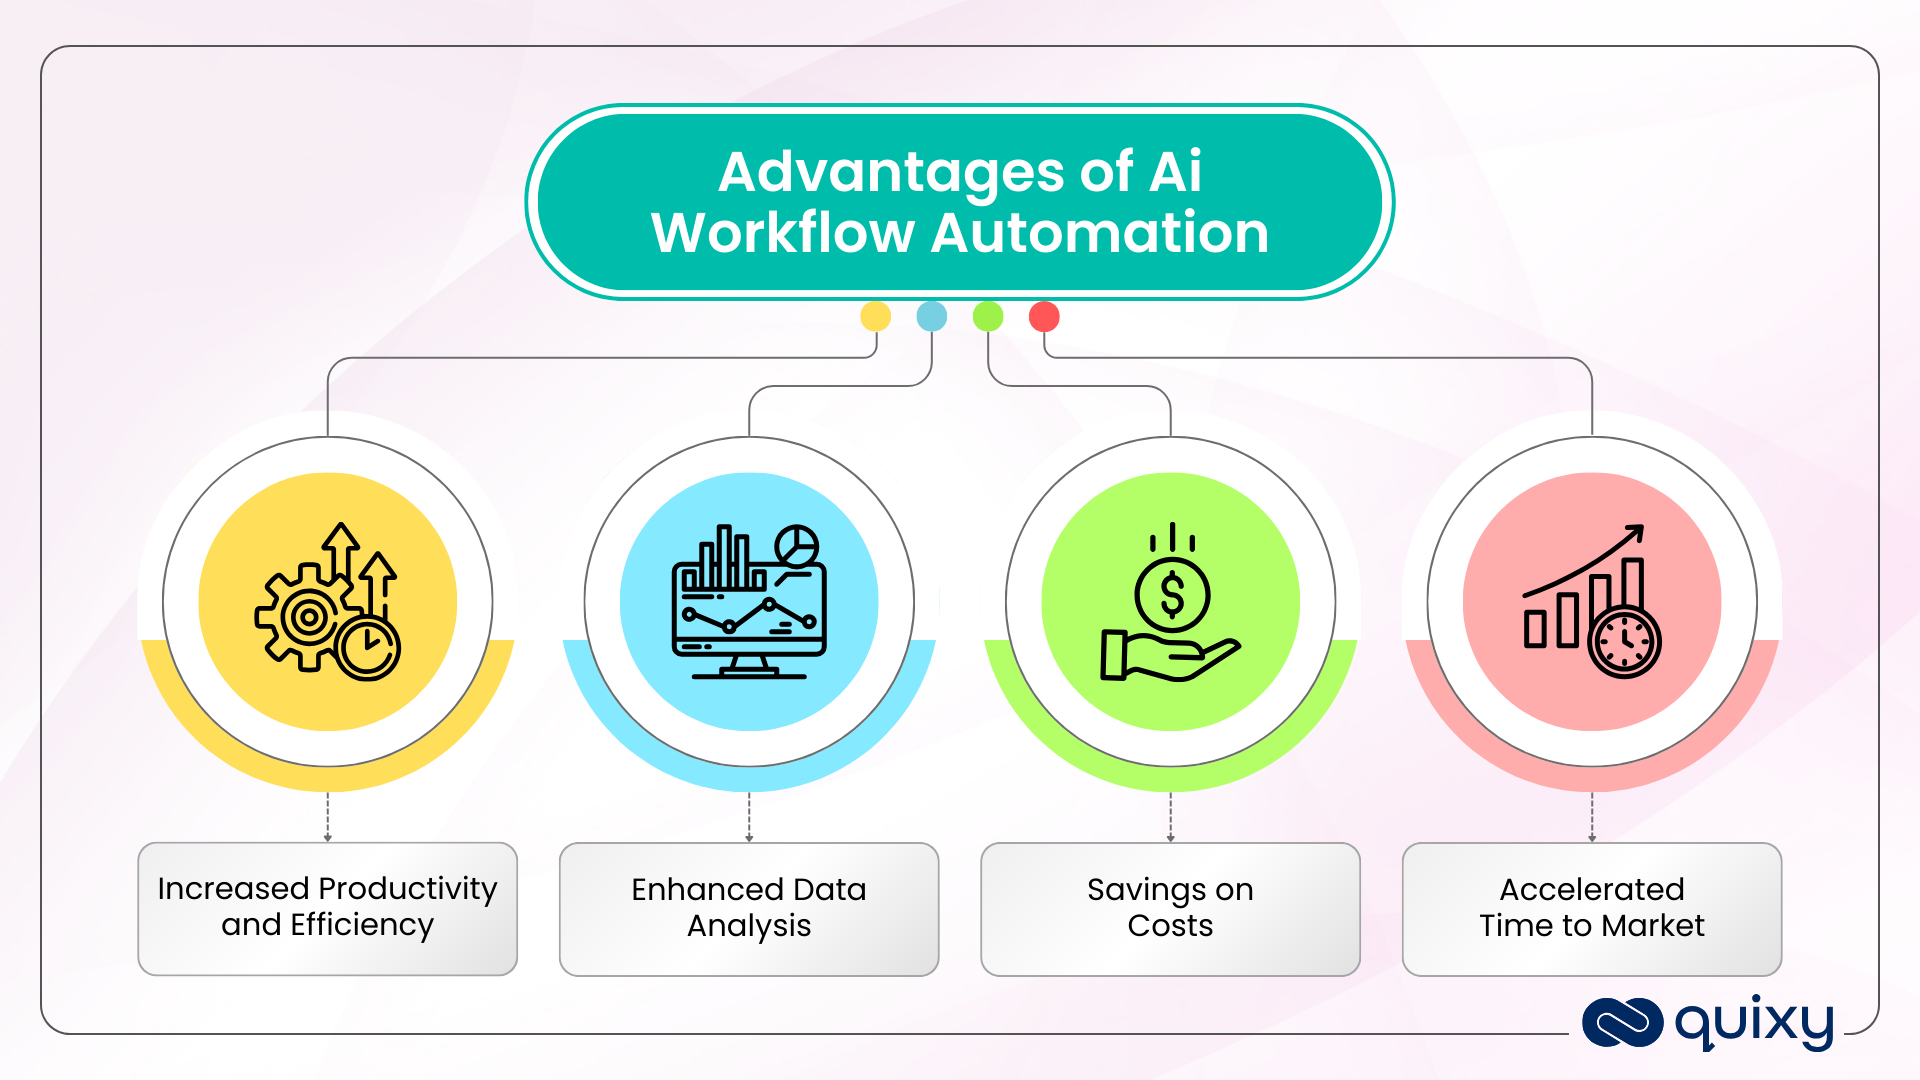 Advantages of Ai
Workflow Automation
$
Increased Productivity
and Efficiency
Enhanced Data
Analysis
Savings on
Costs
Accelerated
Time to Market
quixy